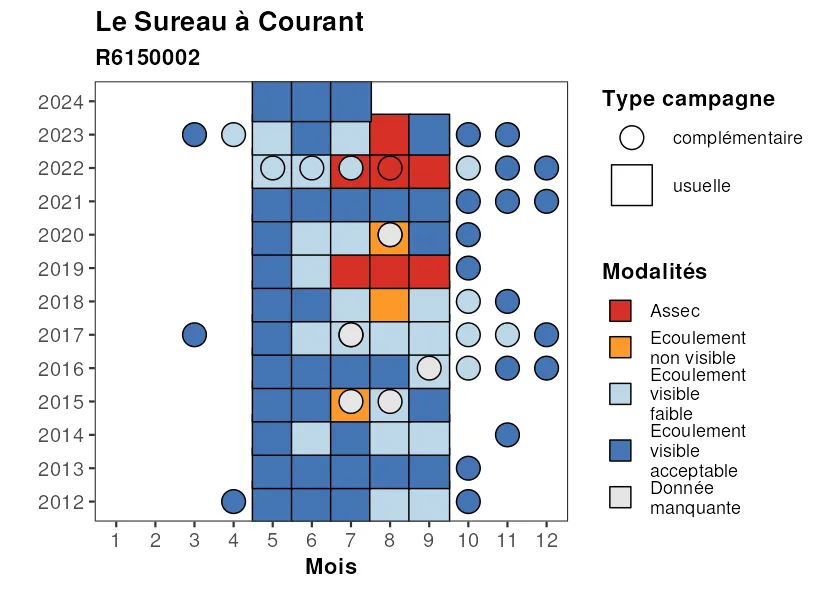 Le Sureau à Courant
R6150002
2024
2023
2022
2021
2020
2019
2018
2017
2016
2015
2014
2013
2012
1 2 3 4 5 6 7 8 9 10 11 12
Mois
Type campagne
complémentaire
usuelle
Modalités
Assec
Ecoulement
non visible
Ecoulement
visible
faible
Ecoulement
visible
acceptable
Donnée
manquante